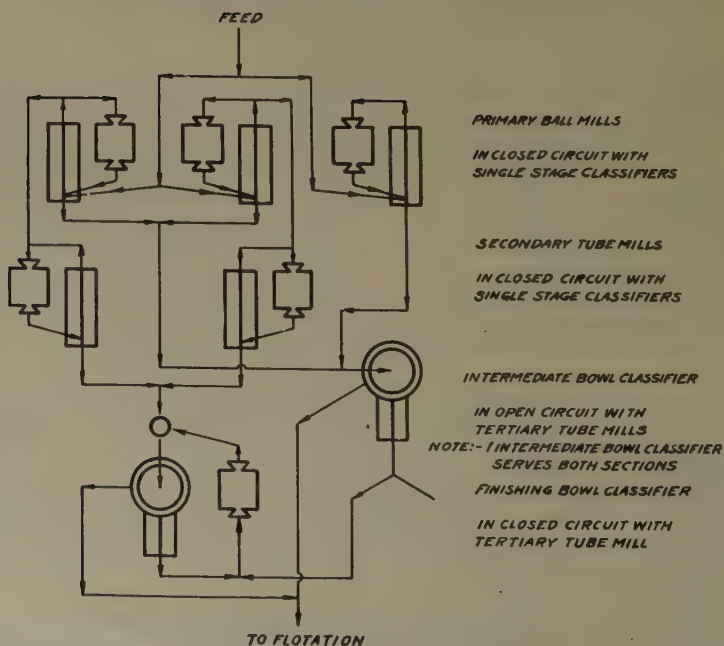 FEED
PRIMARY BALL MILLS
IN CLOSED CIRCUIT WITH
SINGLE STAGE CLASSIFIERS
SECONDARY TUBE MILLS
IN CLOSED CIRCUIT WITH
SINGLE STAGE CLASSIFIERS
INTERMEDIATE BOWL CLASSIFIER
IN OPEN CIRCUIT WITH
TERTIARY TUBE MILLS
NOTE:- 1 INTERMEDIATE BOWL CLASSIFIER
SERVES BOTH SECTIONS
FINISHING BOWL CLASSIFIER
IN CLOSED CIRCUIT WITH
TERTIARY TUBE MILL
TO FLOTATION